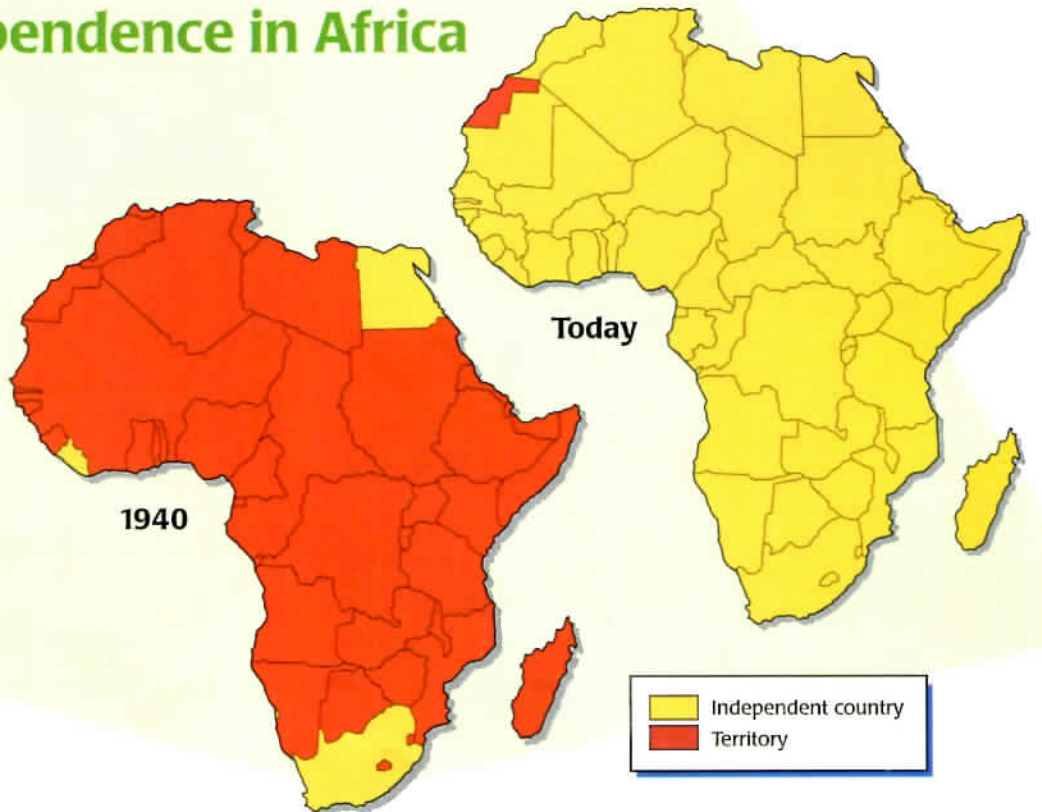 pendence in Africa
Today
1940
Independent country
Territory